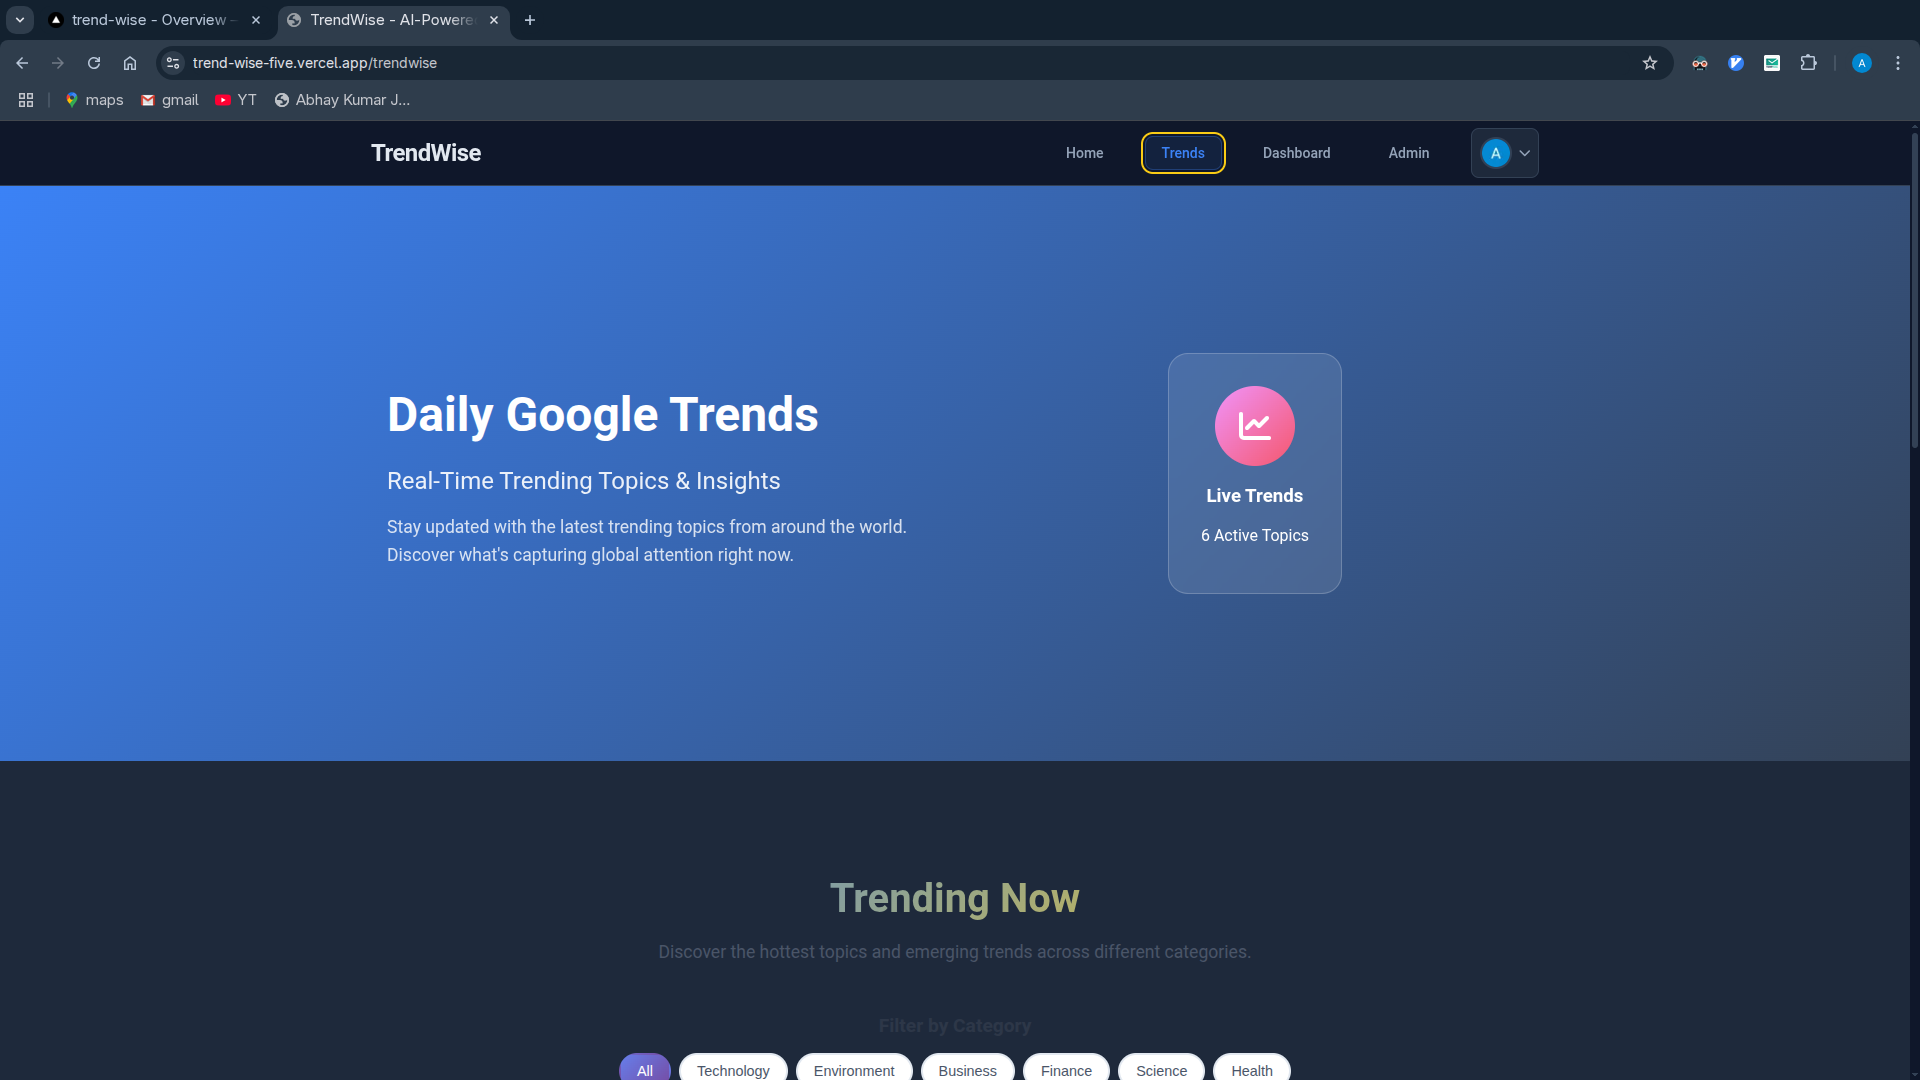 trend-wise - Overview -
TrendWise - AI-Powere
trend-wise-five.vercel.app/trendwise
A
maps
gmail
YT
Abhay Kumar J...
TrendWise
Home
Trends
Dashboard
Admin
A
Daily Google Trends
Real-Time Trending Topics & Insights
Stay updated with the latest trending topics from around the world.
Discover what's capturing global attention right now.
Live Trends
6 Active Topics
Trending Now
Discover the hottest topics and emerging trends across different categories.
Filter by Category
All
Technology
Environment
Business
Finance
Science
Health